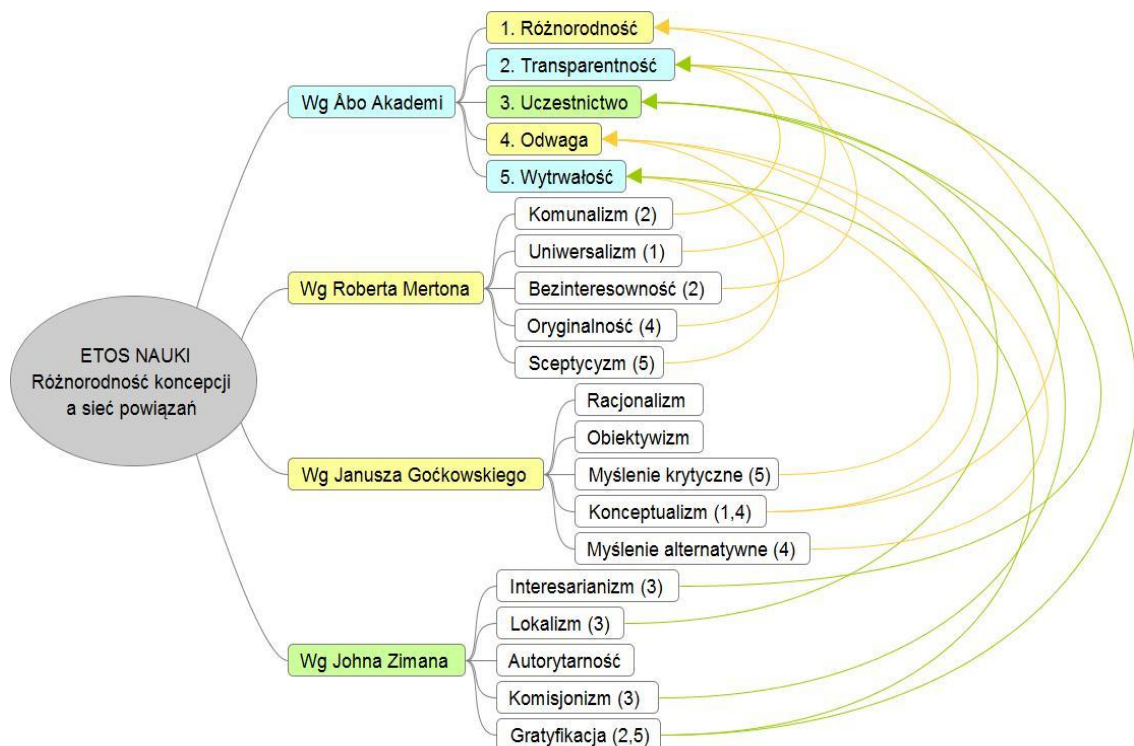 ETOS NAUKI
Różnorodność koncepcji
a sieć powiązań
Wg Åbo Akademi
1. Różnorodność
2. Transparentność
3. Uczestnictwo
4. Odwaga
5. Wytrwałość
Wg Roberta Mertona
Komunalizm (2)
Uniwersalizm (1)
Bezinteresowność (2)
Oryginalność (4)
Sceptycyzm (5)
Wg Janusza Goćkowskiego
Racjonalizm
Obiektywizm
Myślenie krytyczne (5)
Konceptualizm (1,4)
Myślenie alternatywne (4)
Wg Johna Zimana
Interesarianizm (3)
Lokalizm (3)
Autorytarność
Komisjonizm (3)
Gratyfikacja (2,5)